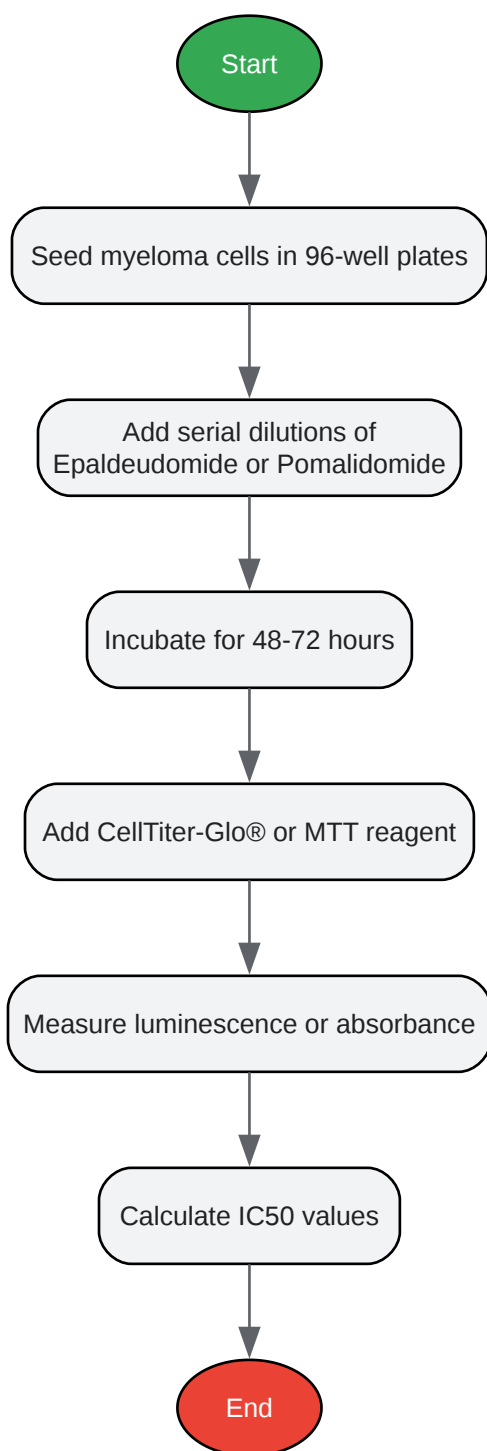 Start
Seed myeloma cells in 96-well plates
Add serial dilutions of
Epaldeudomide or Pomalidomide
Incubate for 48-72 hours
Add CellTiter-Glo® or MTT reagent
Measure luminescence or absorbance
Calculate IC50 values
End